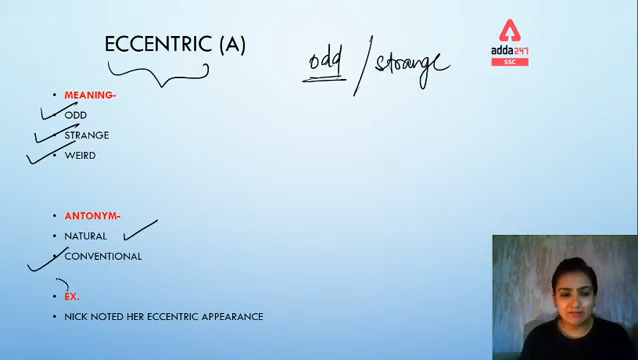 ECCENTRIC (A)
odd / strange
adda247
SSC
• MEANING-
• ODD
• STRANGE
• WEIRD
• ANTONYM-
• NATURAL
• CONVENTIONAL
• EX.
• NICK NOTED HER ECCENTRIC APPEARANCE